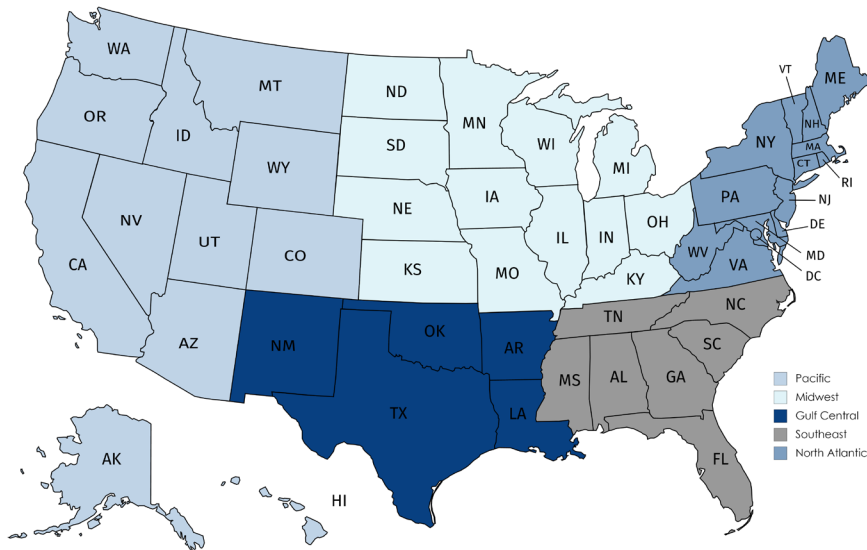 WA
MT
ND
MN
VT
ME
OR
ID
SD
WI
MI
NY
NH
MA
CT
RI
WY
NE
IA
PA
NJ
NV
UT
CO
IL
IN
OH
DE
CA
KS
MO
KY
WV
VA
MD
DC
AZ
NM
OK
AR
TN
NC
SC
TX
LA
MS
AL
GA
FL
AK
HI
Pacific
Midwest
Gulf Central
Southeast
North Atlantic